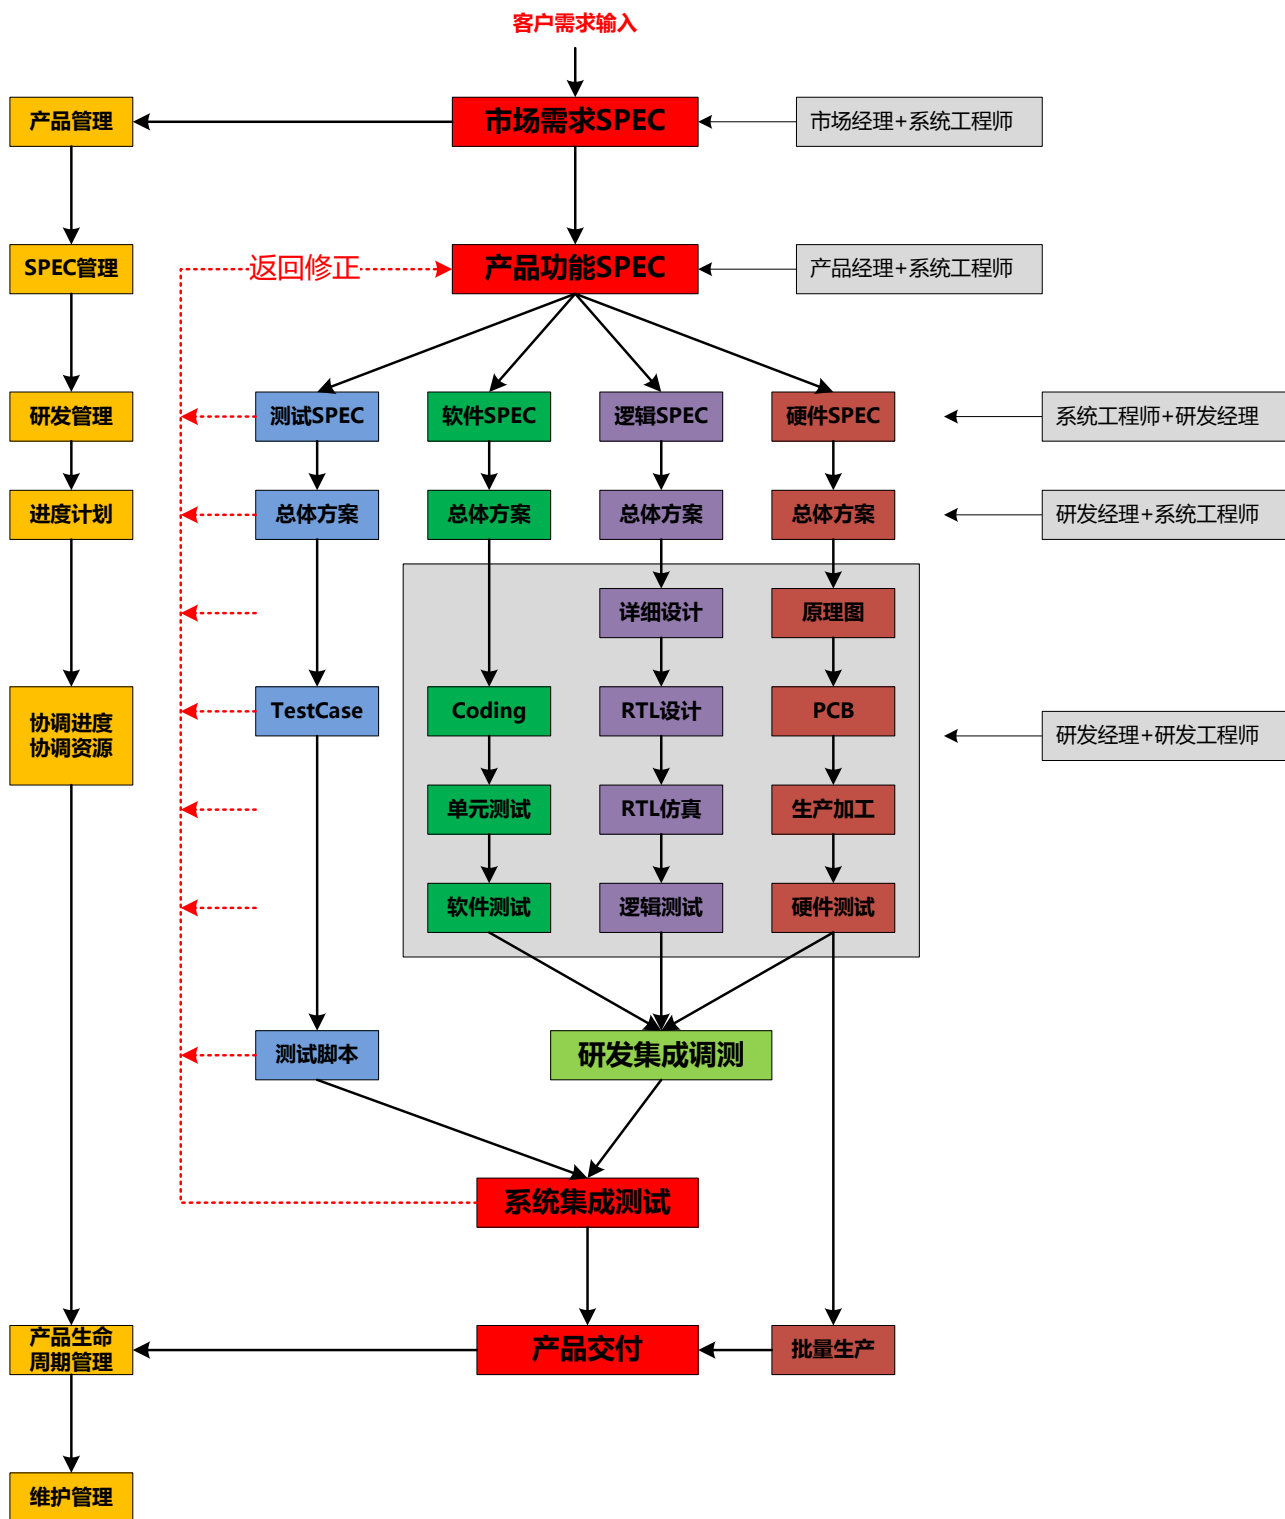 客户需求输入
产品管理
市场需求SPEC
市场经理+系统工程师
SPEC管理
返回修正
产品功能SPEC
产品经理+系统工程师
研发管理
测试SPEC
软件SPEC
逻辑SPEC
硬件SPEC
系统工程师+研发经理
进度计划
总体方案
总体方案
总体方案
总体方案
研发经理+系统工程师
详细设计
原理图
协调进度
协调资源
TestCase
Coding
RTL设计
PCB
研发经理+研发工程师
单元测试
RTL仿真
生产加工
软件测试
逻辑测试
硬件测试
测试脚本
研发集成调测
系统集成测试
产品生命
周期管理
产品交付
批量生产
维护管理